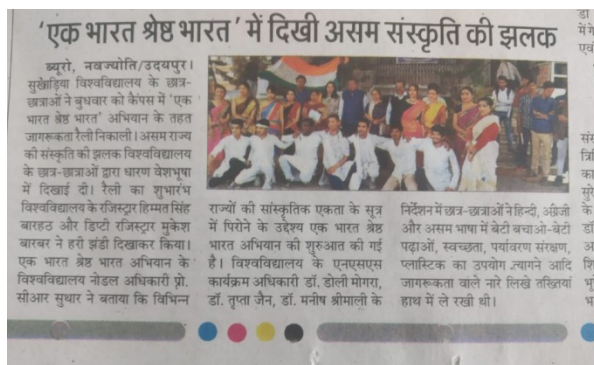 'एक भारत श्रेष्ठ भारत' में दिखी असम संस्कृति की झलक
ब्यूरो, नवज्योति/उदयपुर।
सुखाड़िया विश्वविद्यालय के छात्र-
छात्राओं ने बुधवार को कैंपस में 'एक
भारत श्रेष्ठ भारत' अभियान के तहत
जागरूकता रैली निकाली। असम राज्य
की संस्कृति की झलक विश्वविद्यालय
के छात्र-छात्राओं द्वारा धारण वेशभूषा
में दिखाई दी। रैली का शुभारंभ
विश्वविद्यालय के रजिस्ट्रार हिम्मत सिंह
बारहठ और डिप्टी रजिस्ट्रार मुकेश
बारबर ने हरी झंडी दिखाकर किया।
एक भारत श्रेष्ठ भारत अभियान के
विश्वविद्यालय नोडल अधिकारी प्रो.
सीआर सुथार ने बताया कि विभिन्न
राज्यों की सांस्कृतिक एकता के सूत्र
में पिरोने के उद्देश्य एक भारत श्रेष्ठ
भारत अभियान की शुरुआत की गई
है। विश्वविद्यालय के एनएसएस
कार्यक्रम अधिकारी डॉ. डोली मोगरा,
डॉ. तृप्ता जैन, डॉ. मनीष श्रीमाली के
निर्देशन में छात्र-छात्राओं ने हिन्दी, अंग्रेजी
और असम भाषा में बेटी बचाओ-बेटी
पढ़ाओं, स्वच्छता, पर्यावरण संरक्षण,
प्लास्टिक का उपयोग त्यागने आदि
जागरूकता वाले नारे लिखे तख्तियां
हाथ में ले रखी थी।